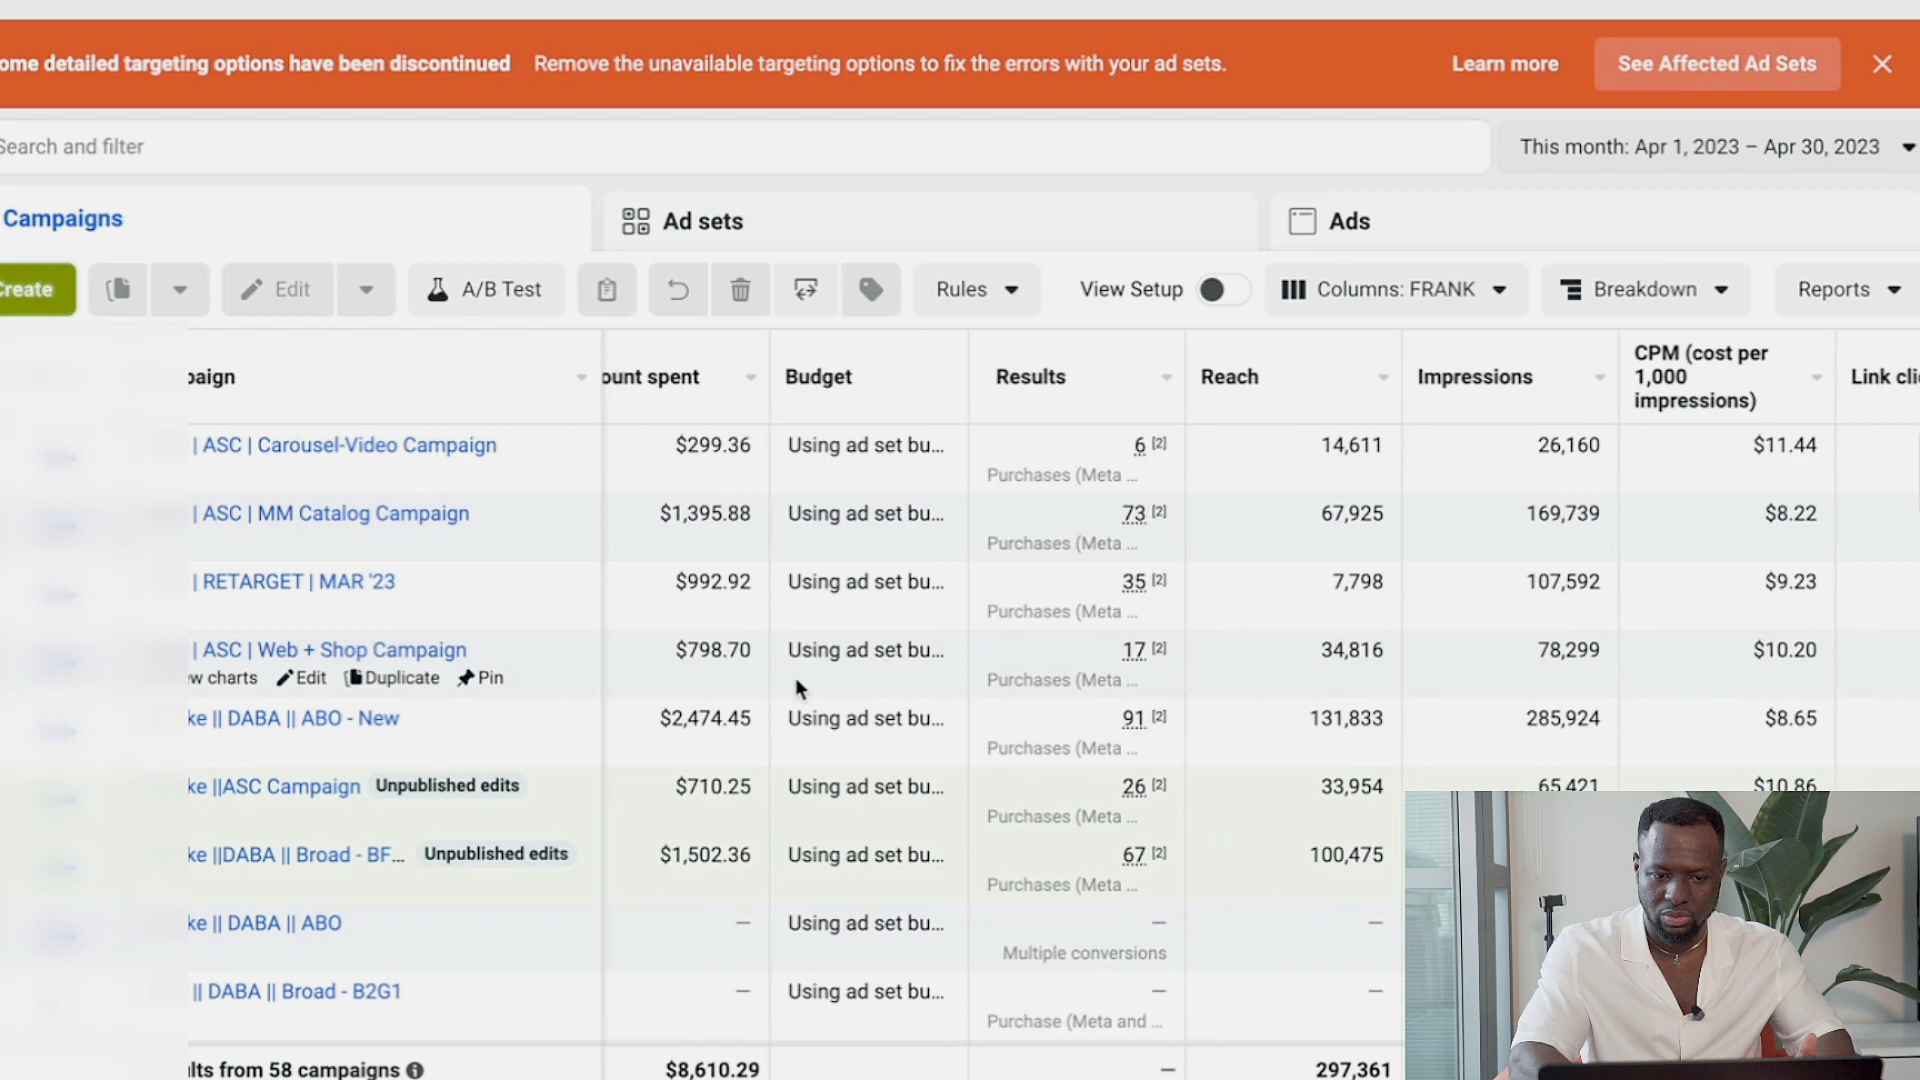 ome detailed targeting options have been discontinued Remove the unavailable targeting options to fix the errors with your ad sets. Learn more See Affected Ad Sets
Search and filter This month: Apr 1, 2023 – Apr 30, 2023
Campaigns Ad sets Ads
Create Edit A/B Test Rules View Setup Columns: FRANK Breakdown Reports
paign ount spent Budget Results Reach Impressions CPM (cost per 1,000 impressions) Link cli
| ASC | Carousel-Video Campaign $299.36 Using ad set bu... 6 [2] 14,611 26,160 $11.44
Purchases (Meta ...
| ASC | MM Catalog Campaign $1,395.88 Using ad set bu... 73 [2] 67,925 169,739 $8.22
Purchases (Meta ...
| RETARGET | MAR '23 $992.92 Using ad set bu... 35 [2] 7,798 107,592 $9.23
Purchases (Meta ...
| ASC | Web + Shop Campaign $798.70 Using ad set bu... 17 [2] 34,816 78,299 $10.20
w charts Edit Duplicate Pin Purchases (Meta ...
ke || DABA || ABO - New $2,474.45 Using ad set bu... 91 [2] 131,833 285,924 $8.65
Purchases (Meta ...
ke ||ASC Campaign Unpublished edits $710.25 Using ad set bu... 26 [2] 33,954 65,421 $10.86
Purchases (Meta ...
ke ||DABA || Broad - BF... Unpublished edits $1,502.36 Using ad set bu... 67 [2] 100,475
Purchases (Meta ...
ke || DABA || ABO — Using ad set bu... — —
Multiple conversions
|| DABA || Broad - B2G1 — Using ad set bu... — —
Purchase (Meta and ...
ults from 58 campaigns $8,610.29 — 297,361